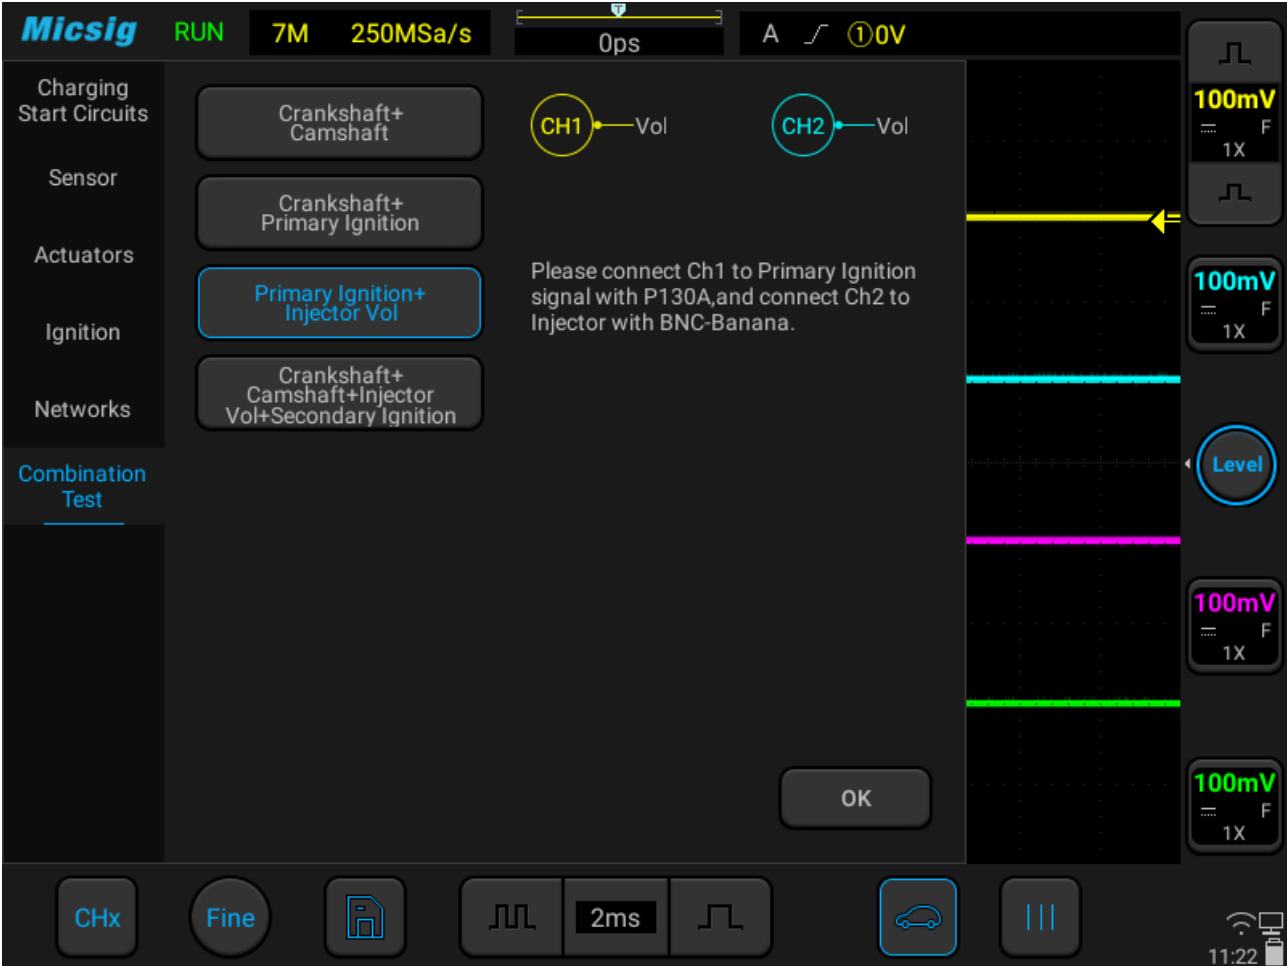 Micsig RUN 7M 250MSa/s T 0ps A ①0V
Charging
Start Circuits
Sensor
Actuators
Ignition
Networks
Combination
Test
Crankshaft+
Camshaft
Crankshaft+
Primary Ignition
Primary Ignition+
Injector Vol
Crankshaft+
Camshaft+Injector
Vol+Secondary Ignition
CH1 Vol CH2 Vol
Please connect Ch1 to Primary Ignition
signal with P130A,and connect Ch2 to
Injector with BNC-Banana.
OK
100mV
F
1X
100mV
F
1X
Level
100mV
F
1X
100mV
F
1X
CHx Fine 2ms
11:22